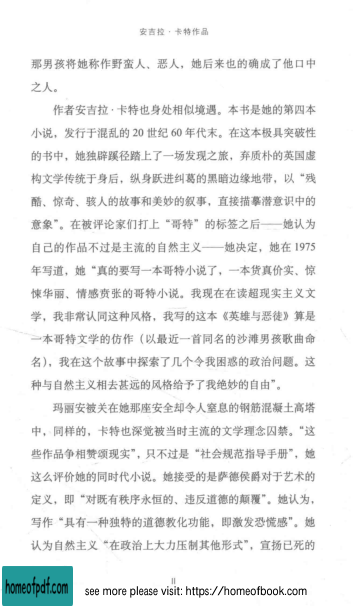 安吉拉·卡特作品
那男孩将她称作野蛮人、恶人，她后来也的确成了他口中
之人。
作者安吉拉·卡特也身处相似境遇。本书是她的第四本
小说，发行于混乱的 20 世纪 60 年代末。在这本极具突破性
的书中，她独辟蹊径踏上了一场发现之旅，弃质朴的英国虚
构文学传统于身后，纵身跃进纠葛的黑暗边缘地带，以“残
酷、惊奇、骇人的故事和美妙的叙事，直接描摹潜意识中的
意象”。在被评论家们打上“哥特”的标签之后——她认为
自己的作品不过是主流的自然主义——她决定，她在 1975
年写道，她“真的要写一本哥特小说了，一本货真价实、惊
悚华丽、情感贲张的哥特小说。我现在在读超现实主义文
学，我非常认同这种风格，我写的这本《英雄与恶徒》算是
一本哥特文学的仿作（以最近一首同名的沙滩男孩歌曲命
名），我在这个故事中探索了几个令我困惑的政治问题。这
种与自然主义相去甚远的风格给予了我绝妙的自由”。
玛丽安被关在她那座安全却令人窒息的钢筋混凝土高塔
中，同样的，卡特也深觉被当时主流的文学理念囚禁。“这
些作品争相赞颂现实”，只不过是“社会规范指导手册”，她
这么评价她的同时代小说。她接受的是萨德侯爵对于艺术的
定义，即“对既有秩序永恒的、违反道德的颠覆”。她认为，
写作“具有一种独特的道德教化功能，即激发恐慌感”。她
认为自然主义“在政治上大力压制其他形式”，宣扬已死的
II
homeofpdf.com
see more please visit: https://homeofbook.com